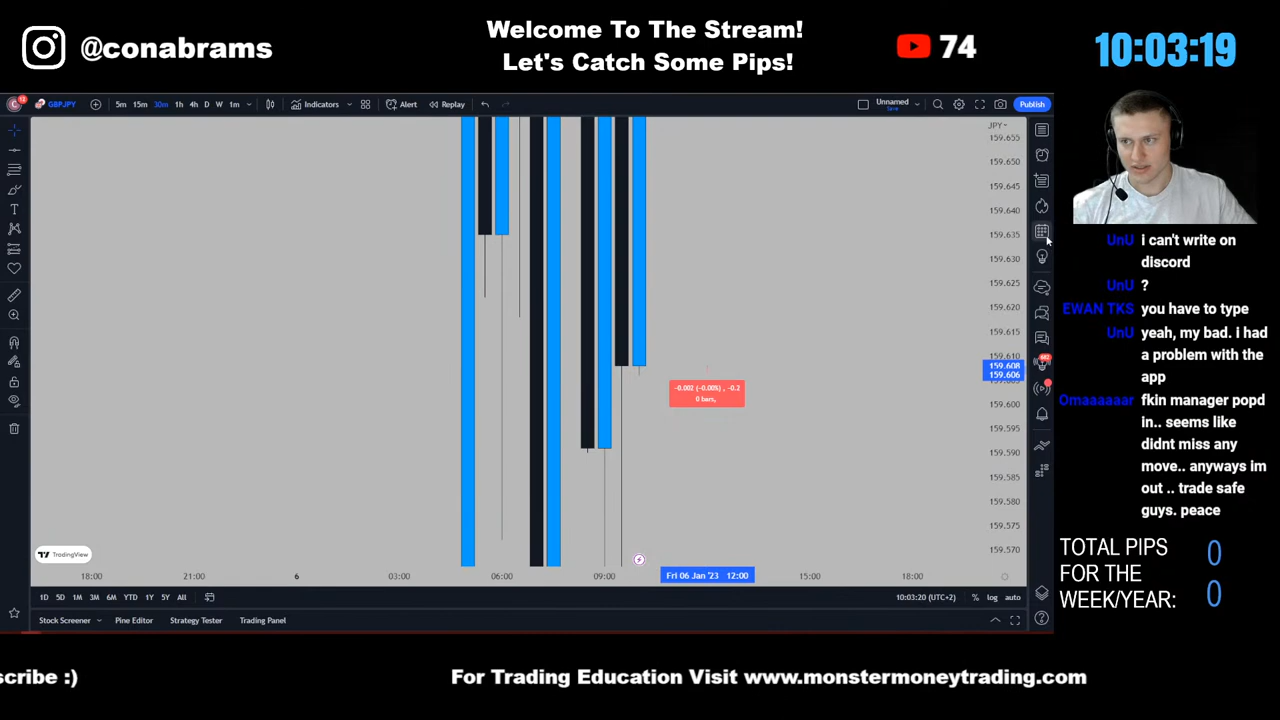 @conabrams
Welcome To The Stream!
Let's Catch Some Pips!
74
10:03:19
GBPJPY
5m 15m 30m 1h 4h D W 1m
Indicators
Alert
Replay
Unnamed
Save
Publish
JPY
159.655
159.650
159.645
159.640
159.635
159.630
159.625
159.620
159.615
159.610
159.608
159.606
159.600
159.595
159.590
159.585
159.580
159.575
159.570
-0.002 (-0.00%) , -0.2
0 bars,
TradingView
18:00 21:00 6 03:00 06:00 09:00 Fri 06 Jan '23 12:00 15:00 18:00
1D 5D 1M 3M 6M YTD 1Y 5Y All
10:03:20 (UTC+2) % log auto
Stock Screener Pine Editor Strategy Tester Trading Panel
UnU i can't write on
discord
UnU ?
EWAN TKS you have to type
UnU yeah, my bad. i had
a problem with the
app
Omaaaaaar fkin manager popd
in.. seems like
didnt miss any
move.. anyways im
out .. trade safe
guys. peace
TOTAL PIPS 0
FOR THE
WEEK/YEAR: 0
scribe :)
For Trading Education Visit www.monstermoneytrading.com